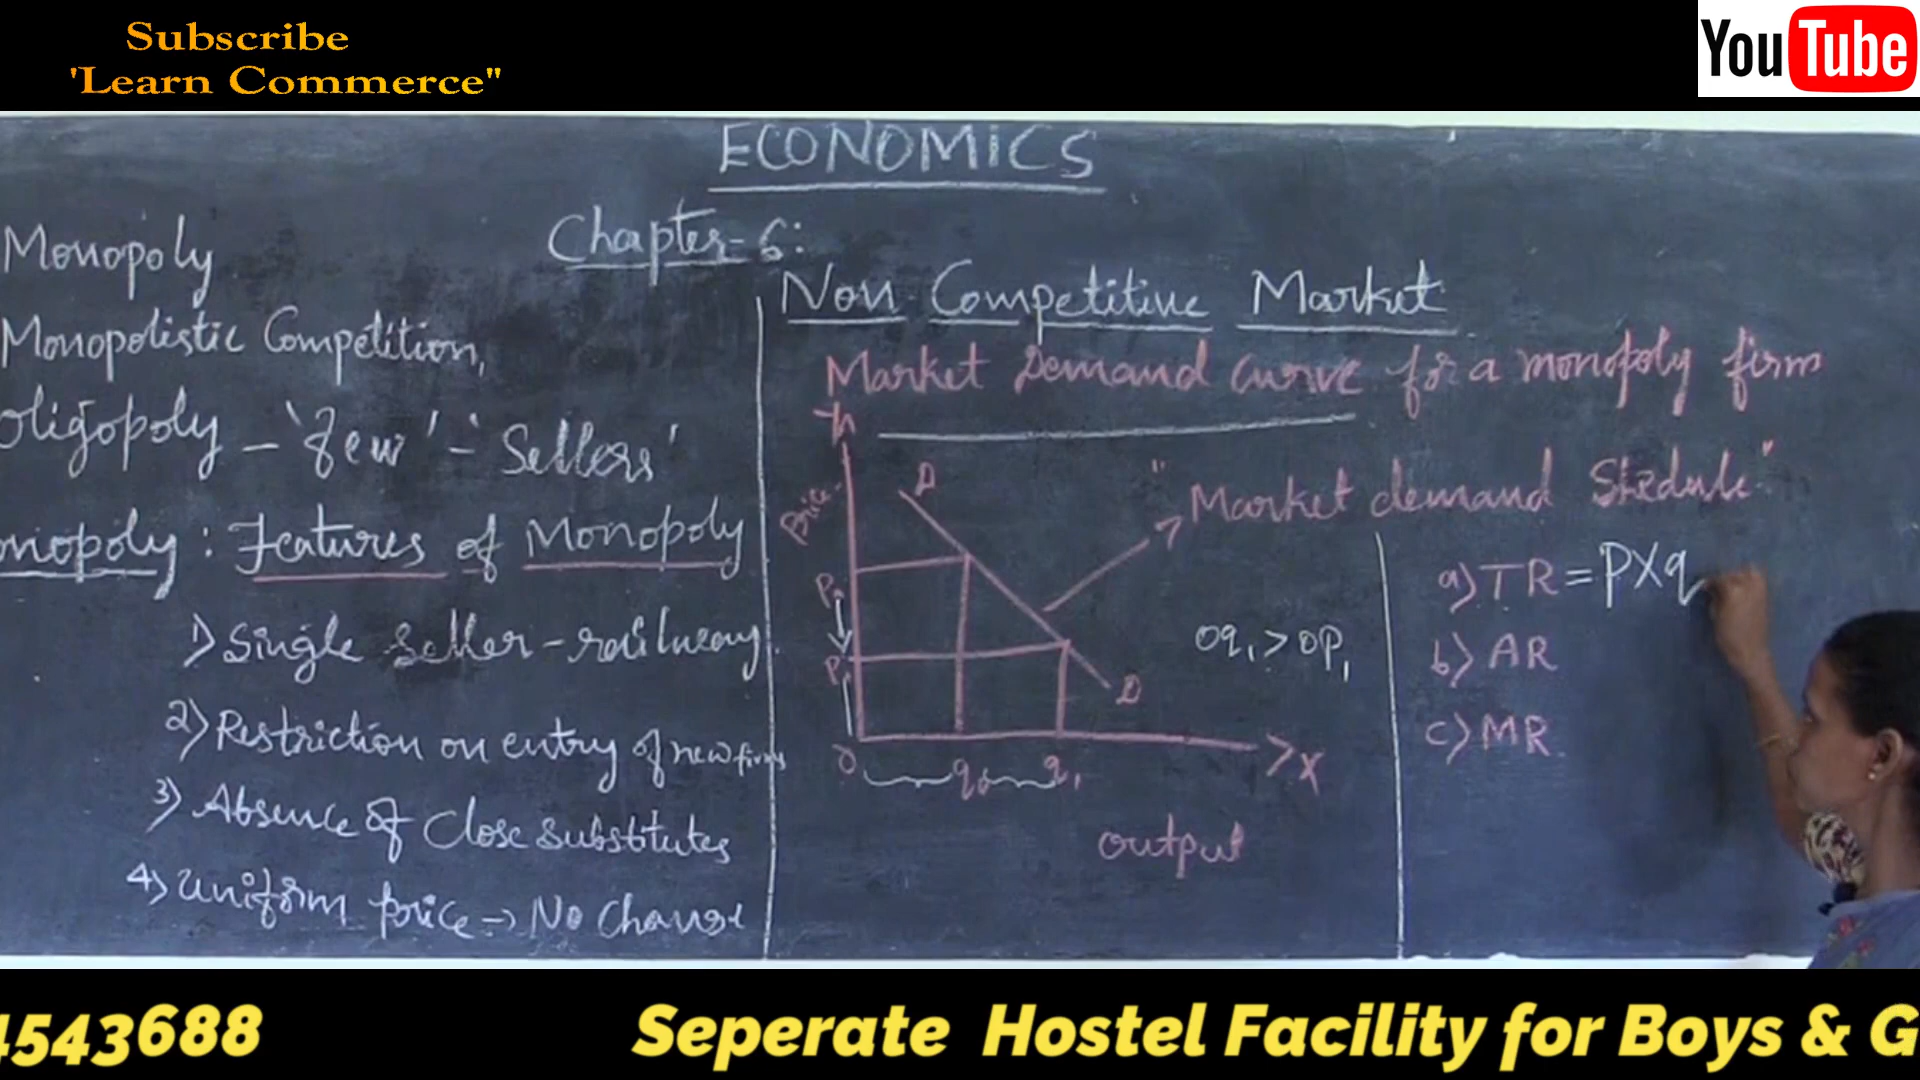 Subscribe
'Learn Commerce"
YouTube
ECONOMICS
Chapter-6:
Monopoly
Monopolistic Competition,
Oligopoly - 'few' - 'Sellers'
onopoly : Features of Monopoly
1) Single Seller - railway
2) Restriction on entry of new firms
3) Absence of Close substitutes
4) Uniform price → No Change
Non Competitive Market
Market Demand Curve for a monopoly firm
"Market demand Shedule"
Price
D
P0
P1
D
O
q0
q1
>x
output
oq1 > op1
a) TR = P X q
b) AR
c) MR
4543688
Seperate Hostel Facility for Boys & G